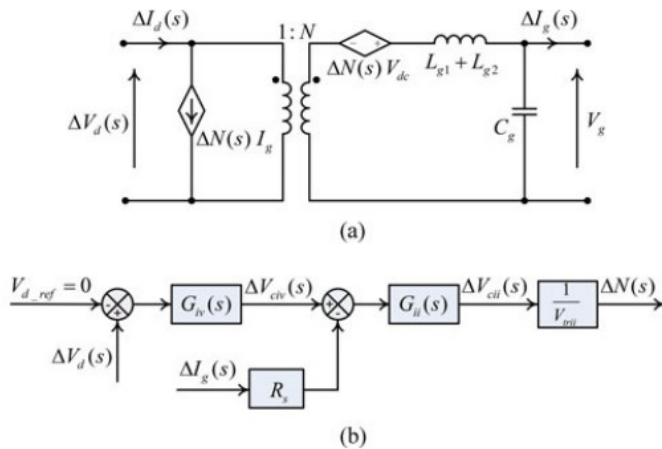 ΔI_d(s)
1:N
ΔI_g(s)
ΔN(s) V_dc
L_g1 + L_g2
ΔV_d(s)
ΔN(s) I_g
C_g
V_g
(a)
V_d_ref = 0
G_iv(s)
ΔV_civ(s)
G_ii(s)
ΔV_cii(s)
1/V_trii
ΔN(s)
ΔV_d(s)
ΔI_g(s)
R_s
(b)